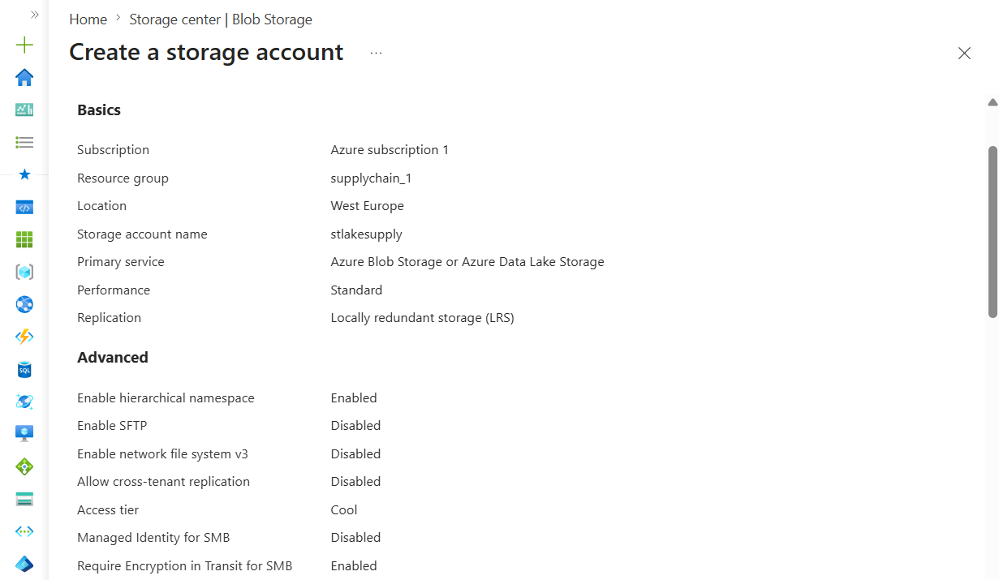 Home > Storage center | Blob Storage
Create a storage account ...
Basics
Subscription Azure subscription 1
Resource group supplychain_1
Location West Europe
Storage account name stlakesupply
Primary service Azure Blob Storage or Azure Data Lake Storage
Performance Standard
Replication Locally redundant storage (LRS)
Advanced
Enable hierarchical namespace Enabled
Enable SFTP Disabled
Enable network file system v3 Disabled
Allow cross-tenant replication Disabled
Access tier Cool
Managed Identity for SMB Disabled
Require Encryption in Transit for SMB Enabled
SQL